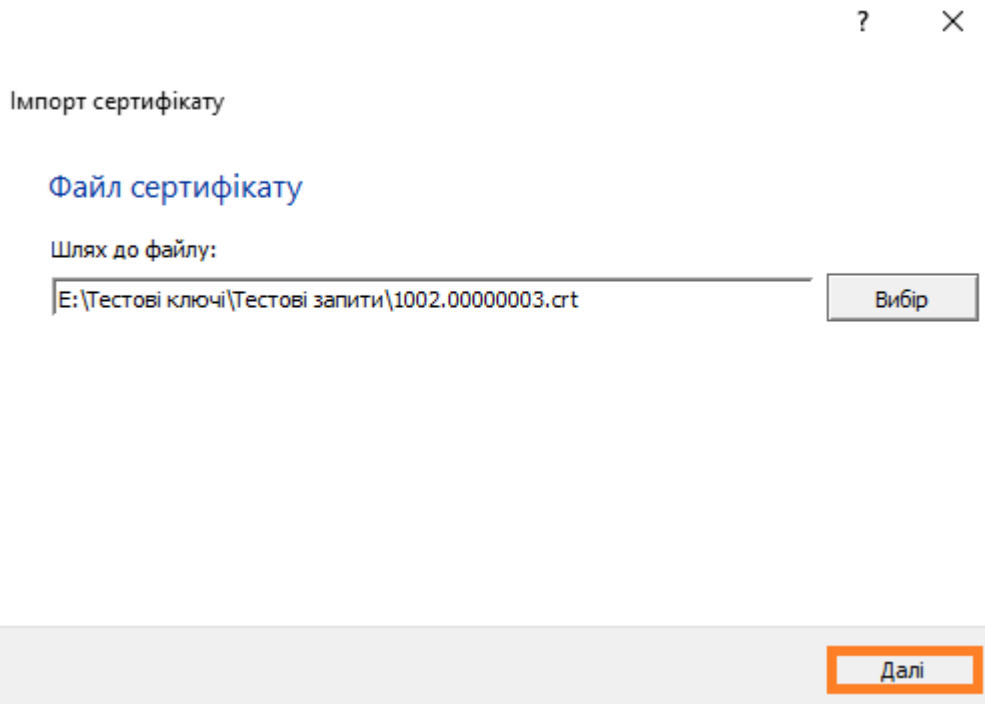 ?
Імпорт сертифікату
Файл сертифікату
Шлях до файлу:
E:\Тестові ключі\Тестові запити\1002.00000003.crt
Вибір
Далі